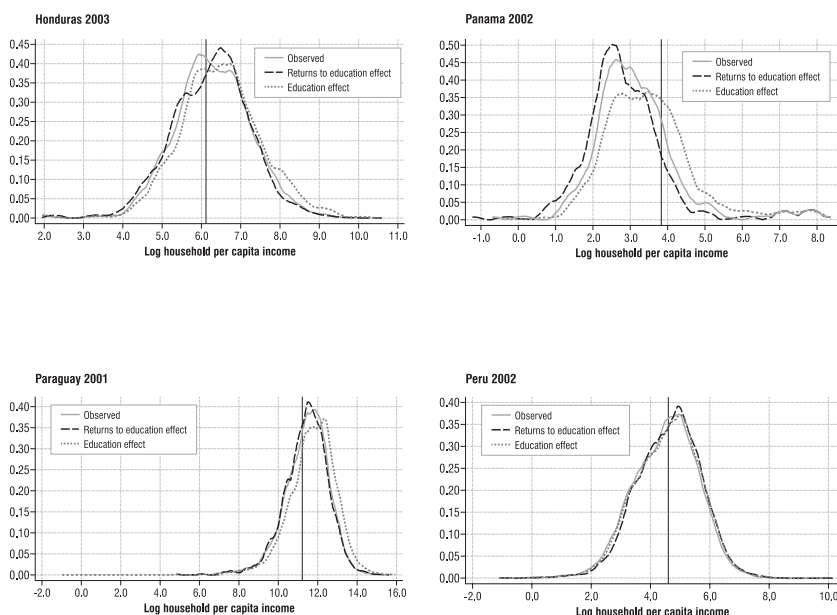 Honduras 2003
0.45
0.40
0.35
0.30
0.25
0.20
0.15
0.10
0.05
0.00
Observed
Returns to education effect
Education effect
2.0 3.0 4.0 5.0 6.0 7.0 8.0 9.0 10.0 11.0
Log household per capita income
Panama 2002
0.50
0.45
0.40
0.35
0.30
0.25
0.20
0.15
0.10
0.05
0.00
Observed
Returns to education effect
Education effect
-1.0 0.0 1.0 2.0 3.0 4.0 5.0 6.0 7.0 8.0
Log household per capita income
Paraguay 2001
0.40
0.35
0.30
0.25
0.20
0.15
0.10
0.05
0.00
Observed
Returns to education effect
Education effect
-2.0 0.0 2.0 4.0 6.0 8.0 10.0 12.0 14.0 16.0
Log household per capita income
Peru 2002
0.40
0.35
0.30
0.25
0.20
0.15
0.10
0.05
0.00
Observed
Returns to education effect
Education effect
-2.0 0.0 2.0 4.0 6.0 8.0 10.0
Log household per capita income